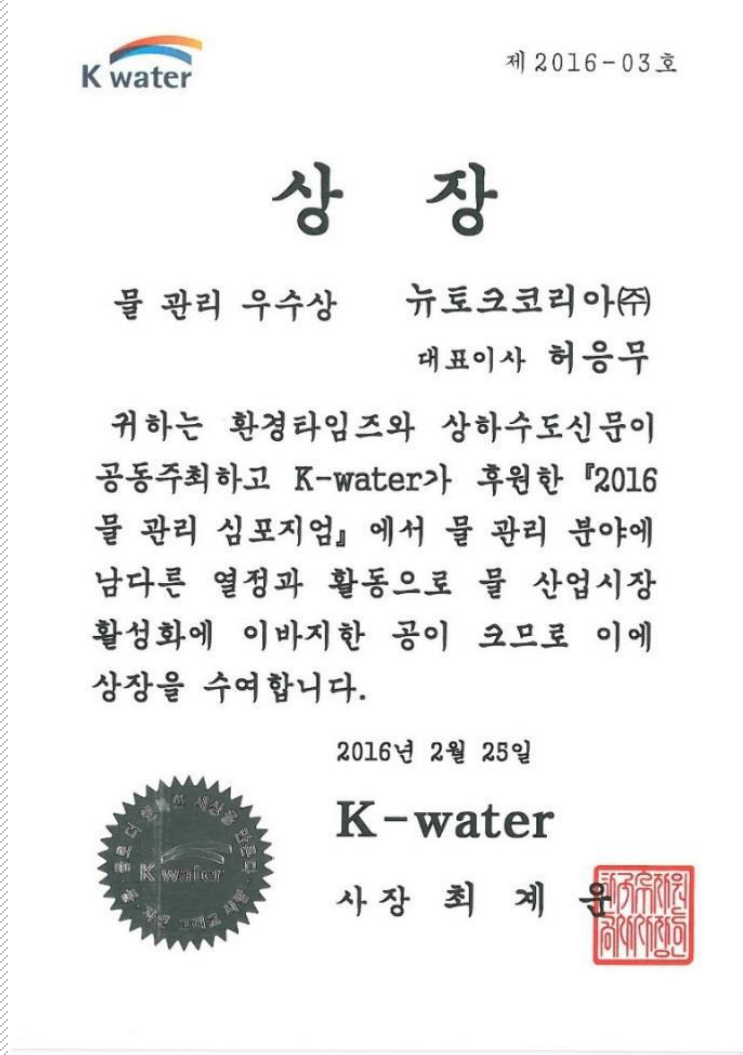 K water
제 2016-03호
상 장
물 관리 우수상 뉴토크코리아㈜
대표이사 허응무
귀하는 환경타임즈와 상하수도신문이
공동주최하고 K-water가 후원한 『2016
물 관리 심포지엄』에서 물 관리 분야에
남다른 열정과 활동으로 물 산업시장
활성화에 이바지한 공이 크므로 이에
상장을 수여합니다.
2016년 2월 25일
K-water
사장 최 계 운
K water